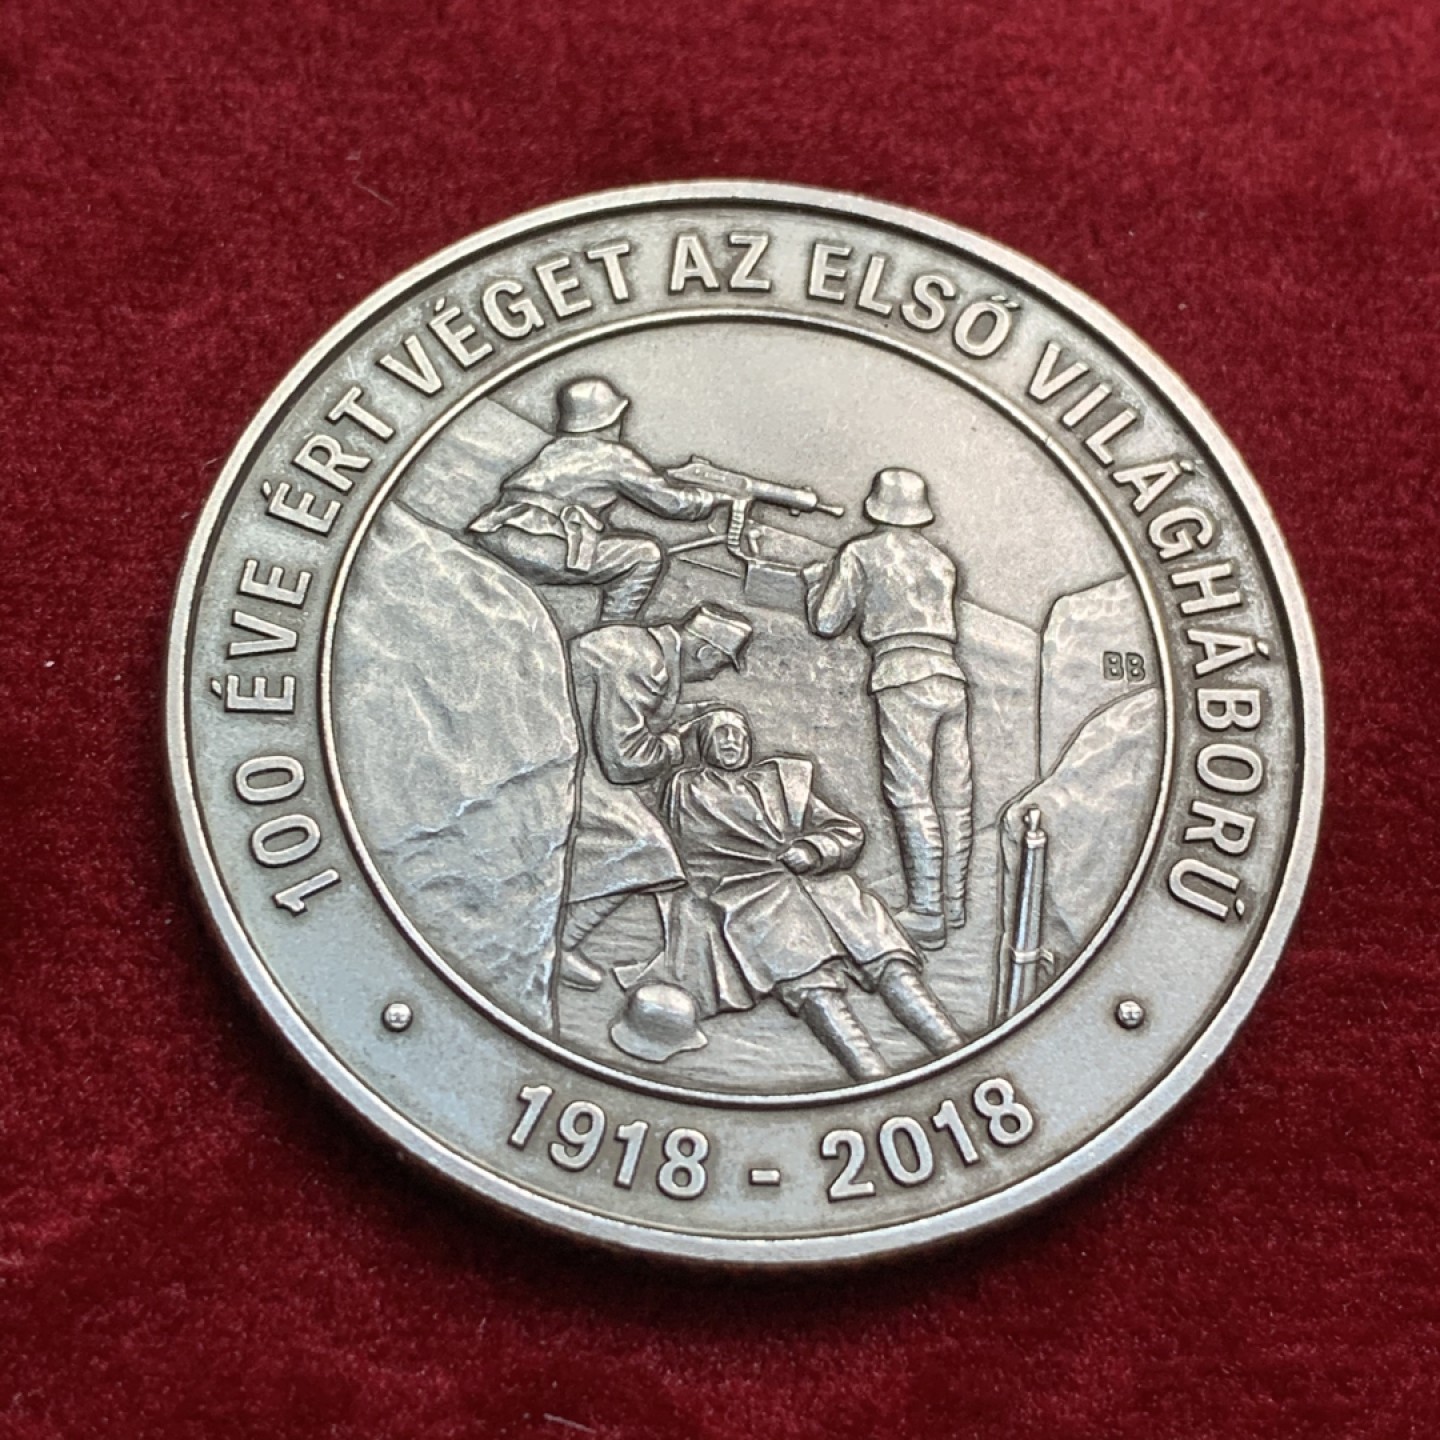 100 ÉVE ÉRT VÉGET AZ ELSŐ VILÁGHÁBORÚ
BB
1918 - 2018